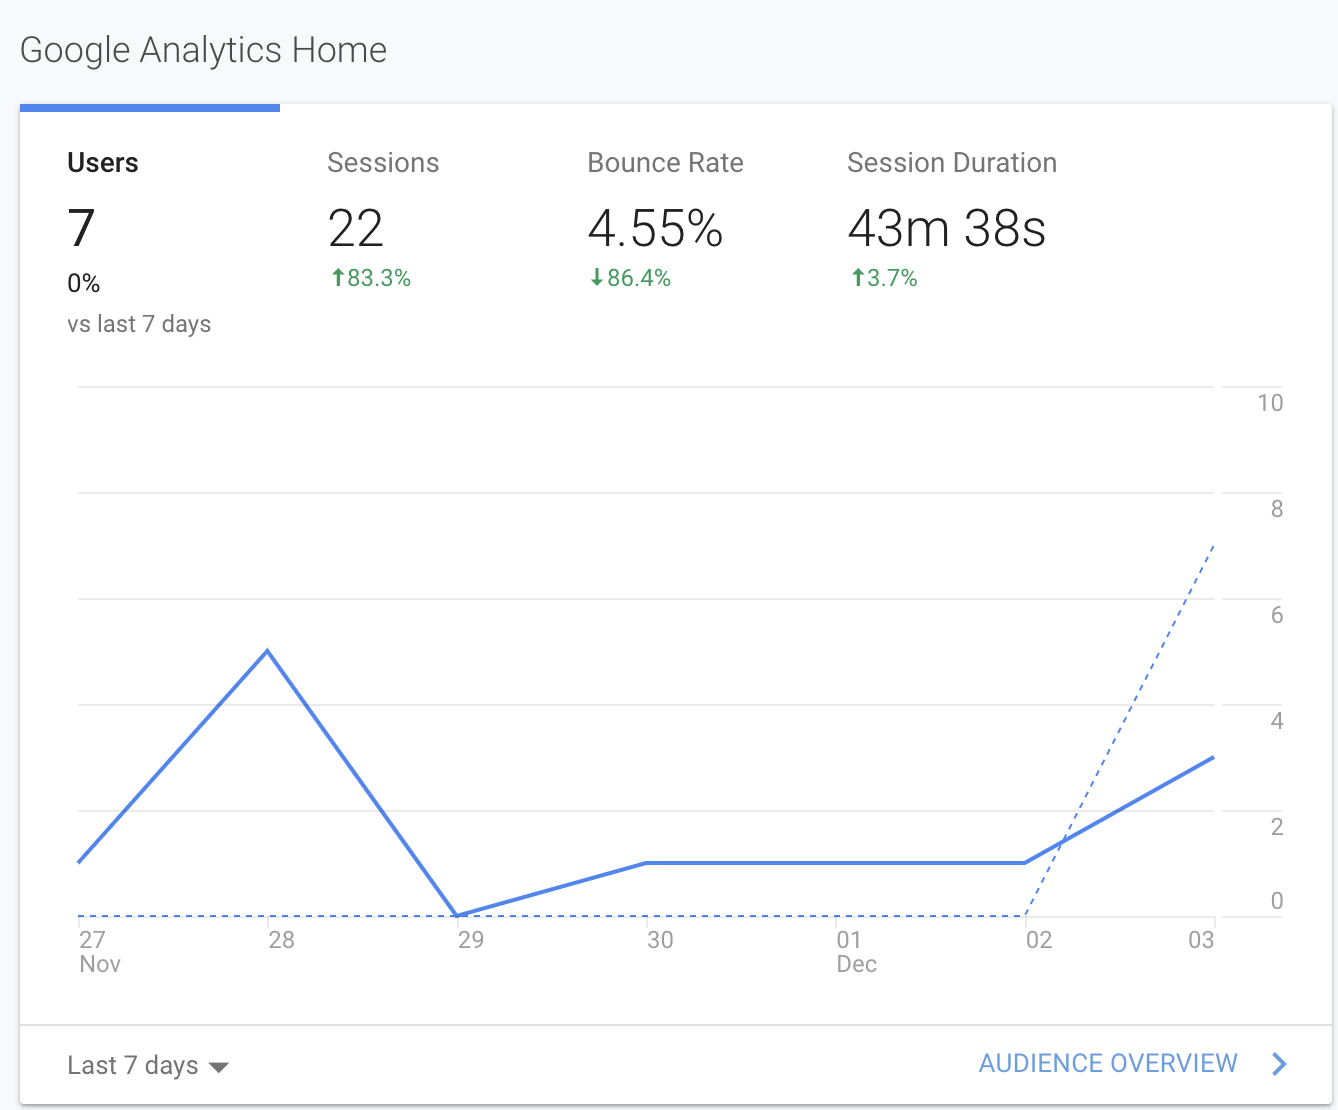 Google Analytics Home
Users
7
0%
vs last 7 days
Sessions
22
↑83.3%
Bounce Rate
4.55%
↓86.4%
Session Duration
43m 38s
↑3.7%
10
8
6
4
2
0
27 28 29 30 01 02 03
Nov Dec
Last 7 days
AUDIENCE OVERVIEW